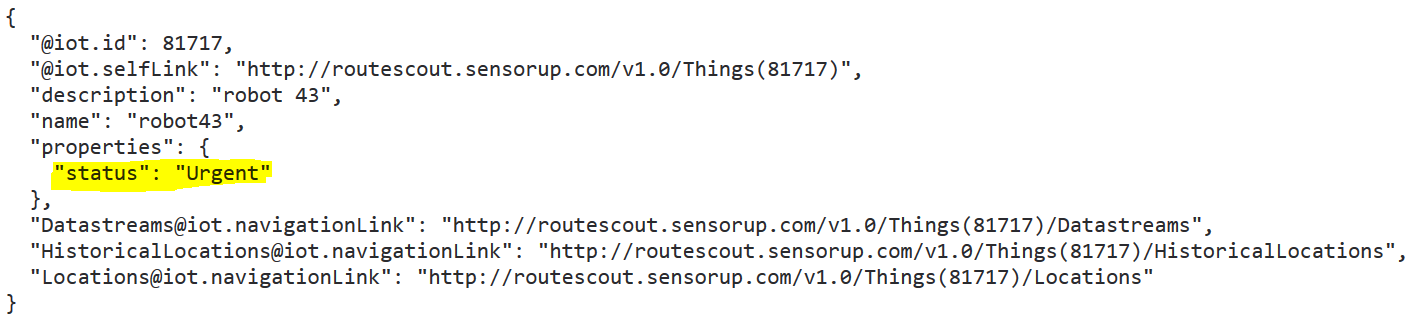 {
  "@iot.id": 81717,
  "@iot.selfLink": "http://routescout.sensorup.com/v1.0/Things(81717)",
  "description": "robot 43",
  "name": "robot43",
  "properties": {
    "status": "Urgent"
  },
  "Datastreams@iot.navigationLink": "http://routescout.sensorup.com/v1.0/Things(81717)/Datastreams",
  "HistoricalLocations@iot.navigationLink": "http://routescout.sensorup.com/v1.0/Things(81717)/HistoricalLocations",
  "Locations@iot.navigationLink": "http://routescout.sensorup.com/v1.0/Things(81717)/Locations"
}